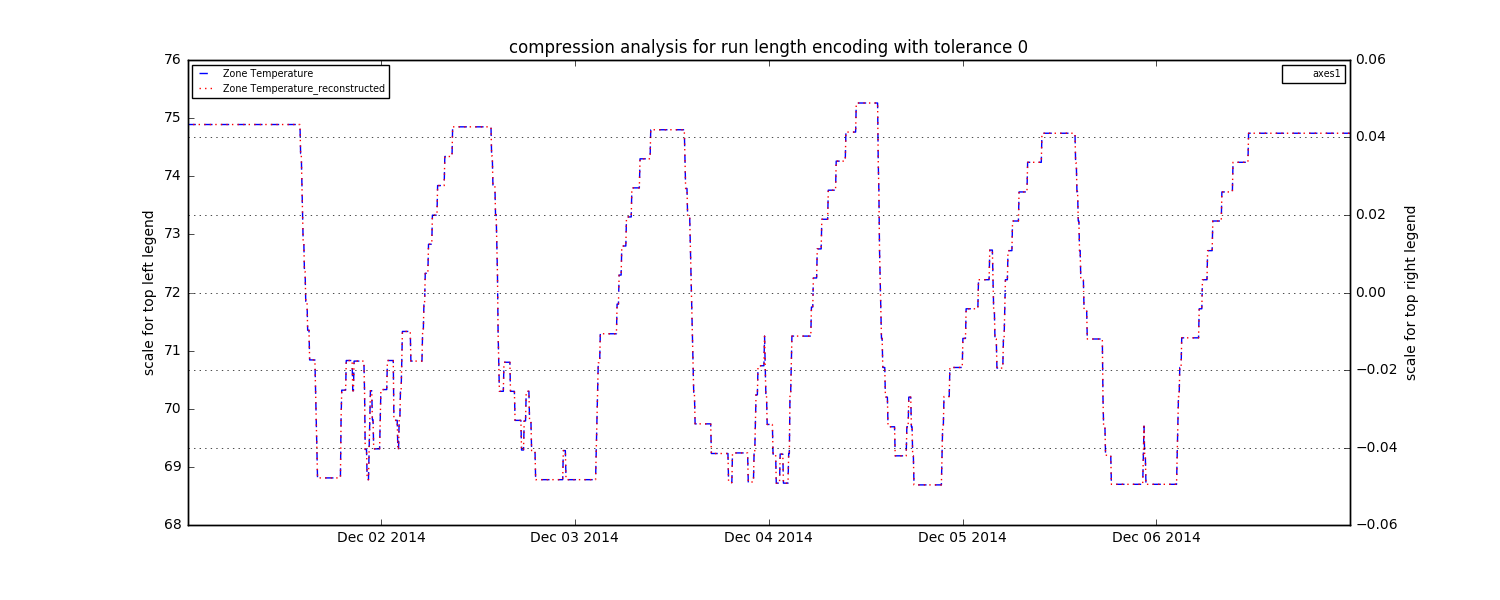 compression analysis for run length encoding with tolerance 0
Zone Temperature
Zone Temperature_reconstructed
axes1
scale for top left legend
76
75
74
73
72
71
70
69
68
0.06
0.04
0.02
0.00
−0.02
−0.04
−0.06
scale for top right legend
Dec 02 2014
Dec 03 2014
Dec 04 2014
Dec 05 2014
Dec 06 2014